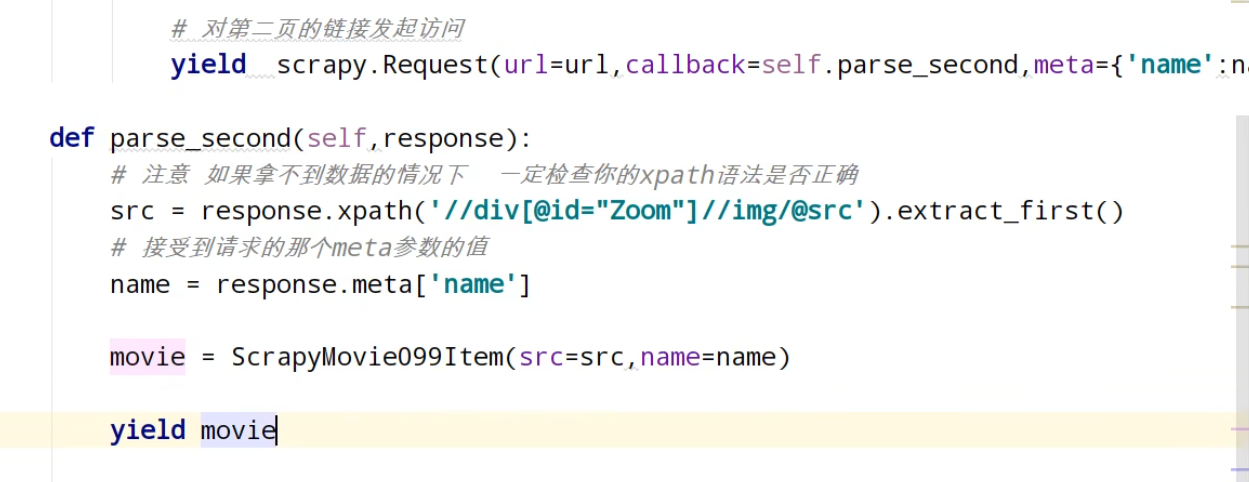 # 对第二页的链接发起访问
yield  scrapy.Request(url=url,callback=self.parse_second,meta={'name':na
def parse_second(self,response):
# 注意 如果拿不到数据的情况下  一定检查你的xpath语法是否正确
src = response.xpath('//div[@id="Zoom"]//img/@src').extract_first()
# 接受到请求的那个meta参数的值
name = response.meta['name']
movie = ScrapyMovie099Item(src=src,name=name)
yield movie